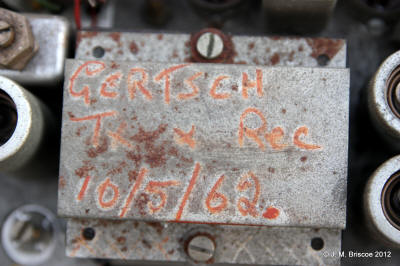 GERTSCH
Tx x Rec
10/5/62
© J. M. Briscoe 2012